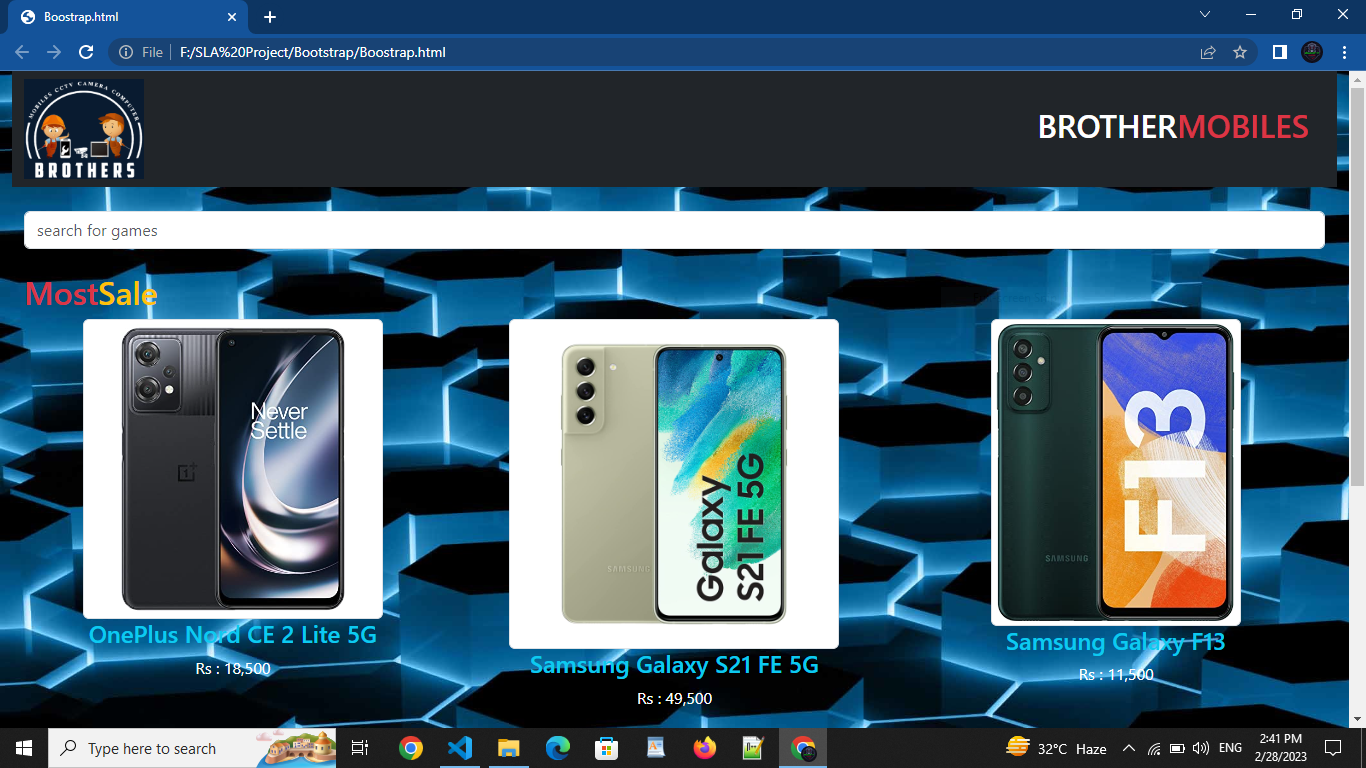 Boostrap.html
File F:/SLA%20Project/Bootstrap/Boostrap.html
MOBILES CCTV CAMERA COMPUTER
BROTHERS
BROTHERMOBILES
search for games
MostSale
Never
Settle
Galaxy
S21 FE 5G
SAMSUNG
F13
SAMSUNG
OnePlus Nord CE 2 Lite 5G
Rs : 18,500
Samsung Galaxy S21 FE 5G
Rs : 49,500
Samsung Galaxy F13
Rs : 11,500
Type here to search
32°C Haze
ENG
2:41 PM
2/28/2023